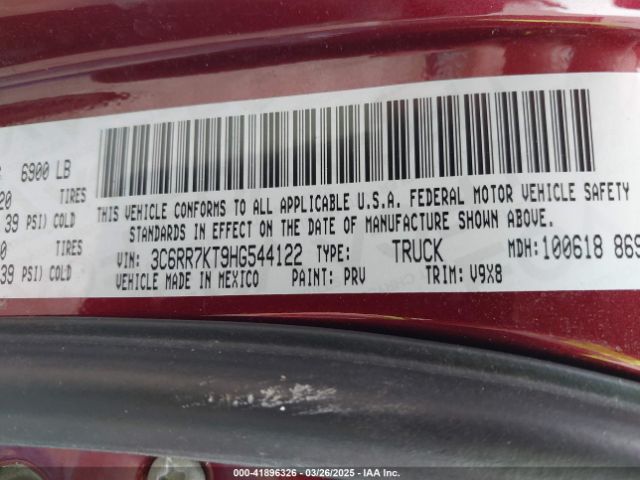 6900 LB
20 TIRES
39 PSI) COLD
0 TIRES
39 PSI) COLD
THIS VEHICLE CONFORMS TO ALL APPLICABLE U.S.A. FEDERAL MOTOR VEHICLE SAFETY
STANDARDS IN EFFECT ON THE DATE OF MANUFACTURE SHOWN ABOVE.
VIN: 3C6RR7KT9HG544122 TYPE: TRUCK MDH:100618 869
VEHICLE MADE IN MEXICO PAINT: PRV TRIM: V9X8
000-41896326 | 03/26/2025 | IAA Inc.